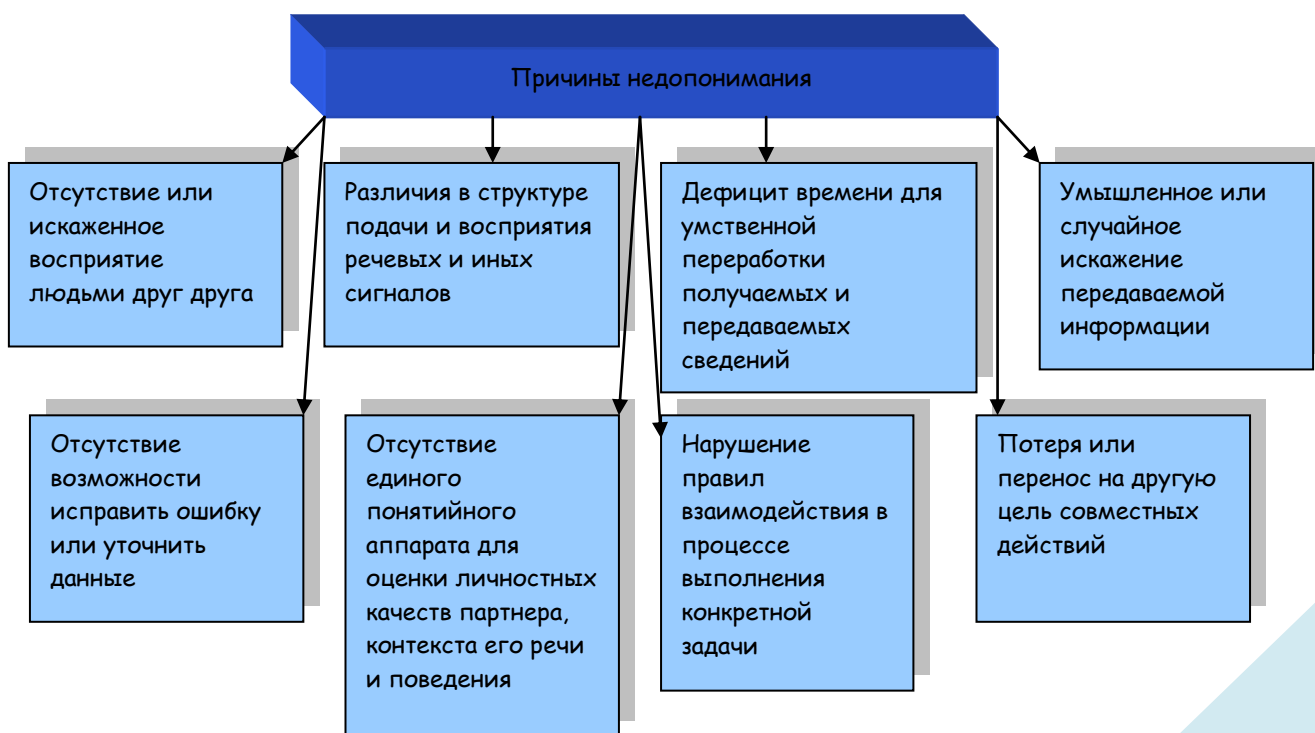 Причины недопонимания
Отсутствие или
искаженное
восприятие
людьми друг друга
Различия в структуре
подачи и восприятия
речевых и иных
сигналов
Дефицит времени для
умственной
переработки
получаемых и
передаваемых
сведений
Умышленное или
случайное
искажение
передаваемой
информации
Отсутствие
возможности
исправить ошибку
или уточнить
данные
Отсутствие
единого
понятийного
аппарата для
оценки личностных
качеств партнера,
контекста его речи
и поведения
Нарушение
правил
взаимодействия в
процессе
выполнения
конкретной
задачи
Потеря или
перенос на другую
цель совместных
действий